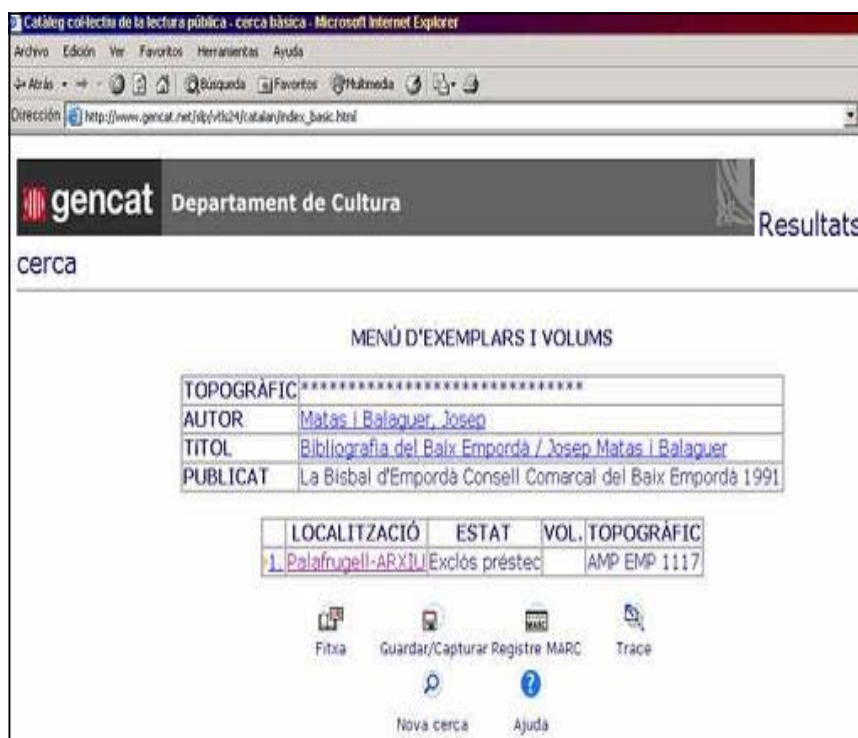 Catàleg col·lectiu de la lectura pública - cerca bàsica - Microsoft Internet Explorer
Archivo Edición Ver Favoritos Herramientas Ayuda
Atrás Búsqueda Favoritos Multimedia
Dirección http://www.gencat.net/slp/vtls24/catalan/index_basic.html
gencat Departament de Cultura
Resultats
cerca
MENÚ D'EXEMPLARS I VOLUMS
TOPOGRÀFIC ******************************
AUTOR Matas i Balaguer, Josep
TÍTOL Bibliografia del Baix Empordà / Josep Matas i Balaguer
PUBLICAT La Bisbal d'Empordà Consell Comarcal del Baix Empordà 1991
LOCALITZACIÓ ESTAT VOL. TOPOGRÀFIC
1. Palafrugell-ARXIU Exclòs préstec AMP EMP 1117
Fitxa Guardar/Capturar Registre MARC Trace
Nova cerca Ajuda